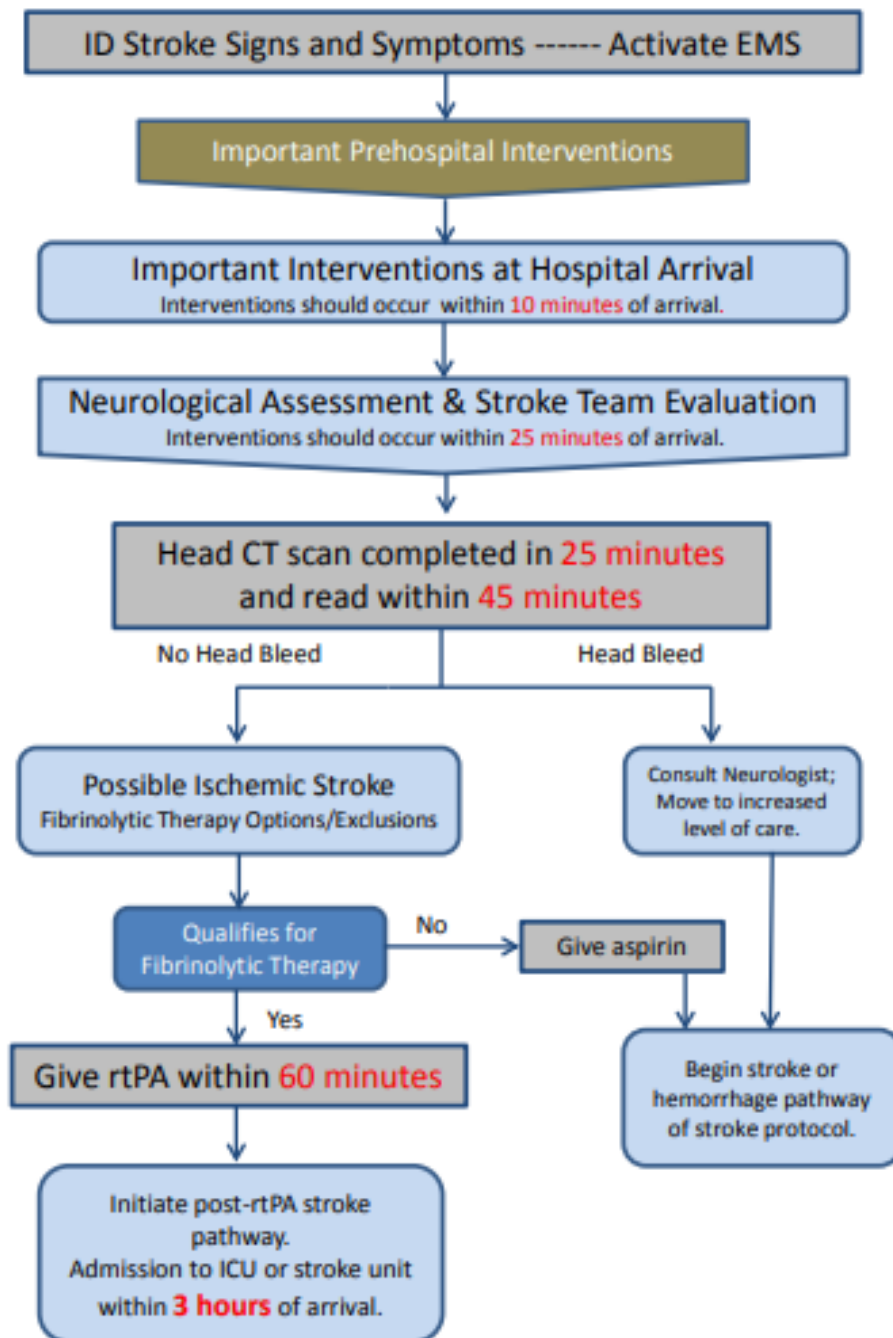 ID Stroke Signs and Symptoms ------ Activate EMS
Important Prehospital Interventions
Important Interventions at Hospital Arrival
Interventions should occur within 10 minutes of arrival.
Neurological Assessment & Stroke Team Evaluation
Interventions should occur within 25 minutes of arrival.
Head CT scan completed in 25 minutes
and read within 45 minutes
No Head Bleed
Head Bleed
Possible Ischemic Stroke
Fibrinolytic Therapy Options/Exclusions
Consult Neurologist;
Move to increased
level of care.
Qualifies for
Fibrinolytic Therapy
No
Give aspirin
Yes
Give rtPA within 60 minutes
Begin stroke or
hemorrhage pathway
of stroke protocol.
Initiate post-rtPA stroke
pathway.
Admission to ICU or stroke unit
within 3 hours of arrival.